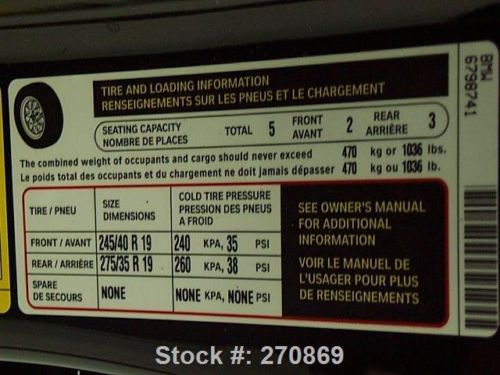 TIRE AND LOADING INFORMATION
RENSEIGNEMENTS SUR LES PNEUS ET LE CHARGEMENT
SEATING CAPACITY
NOMBRE DE PLACES
TOTAL 5
FRONT
AVANT
2
REAR
ARRIÈRE
3
The combined weight of occupants and cargo should never exceed 470 kg or 1036 lbs.
Le poids total des occupants et du chargement ne doit jamais dépasser 470 kg ou 1036 lb.
TIRE / PNEU
SIZE
DIMENSIONS
COLD TIRE PRESSURE
PRESSION DES PNEUS
A FROID
FRONT / AVANT 245/40 R 19 240 KPA, 35 PSI
REAR / ARRIÈRE 275/35 R 19 260 KPA, 38 PSI
SPARE
DE SECOURS
NONE NONE KPA, NONE PSI
SEE OWNER'S MANUAL
FOR ADDITIONAL
INFORMATION
VOIR LE MANUEL DE
L'USAGER POUR PLUS
DE RENSEIGNEMENTS
BMW
6798741
Stock #: 270869